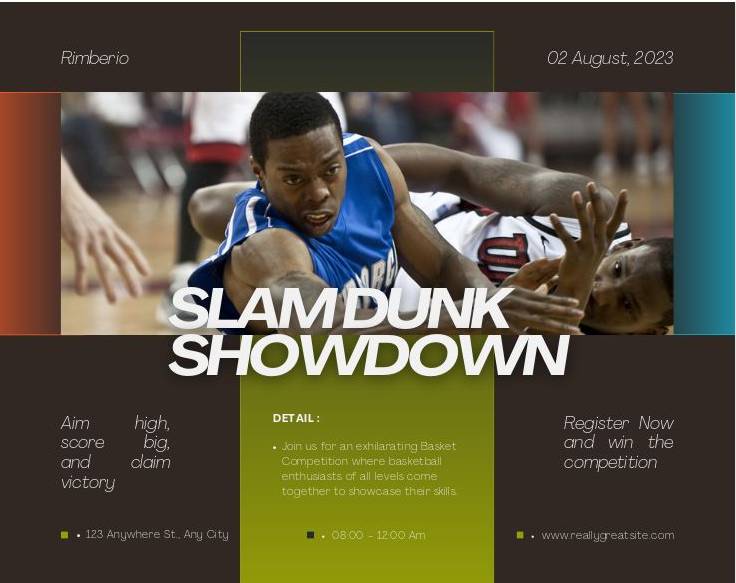 Rimberio
02 August, 2023
SLAM DUNK
SHOWDOWN
Aim high,
score big,
and claim
victory
DETAIL :
• Join us for an exhilarating Basket
Competition where basketball
enthusiasts of all levels come
together to showcase their skills.
Register Now
and win the
competition
• 123 Anywhere St., Any City
• 08:00 – 12:00 Am
• www.reallygreatsite.com